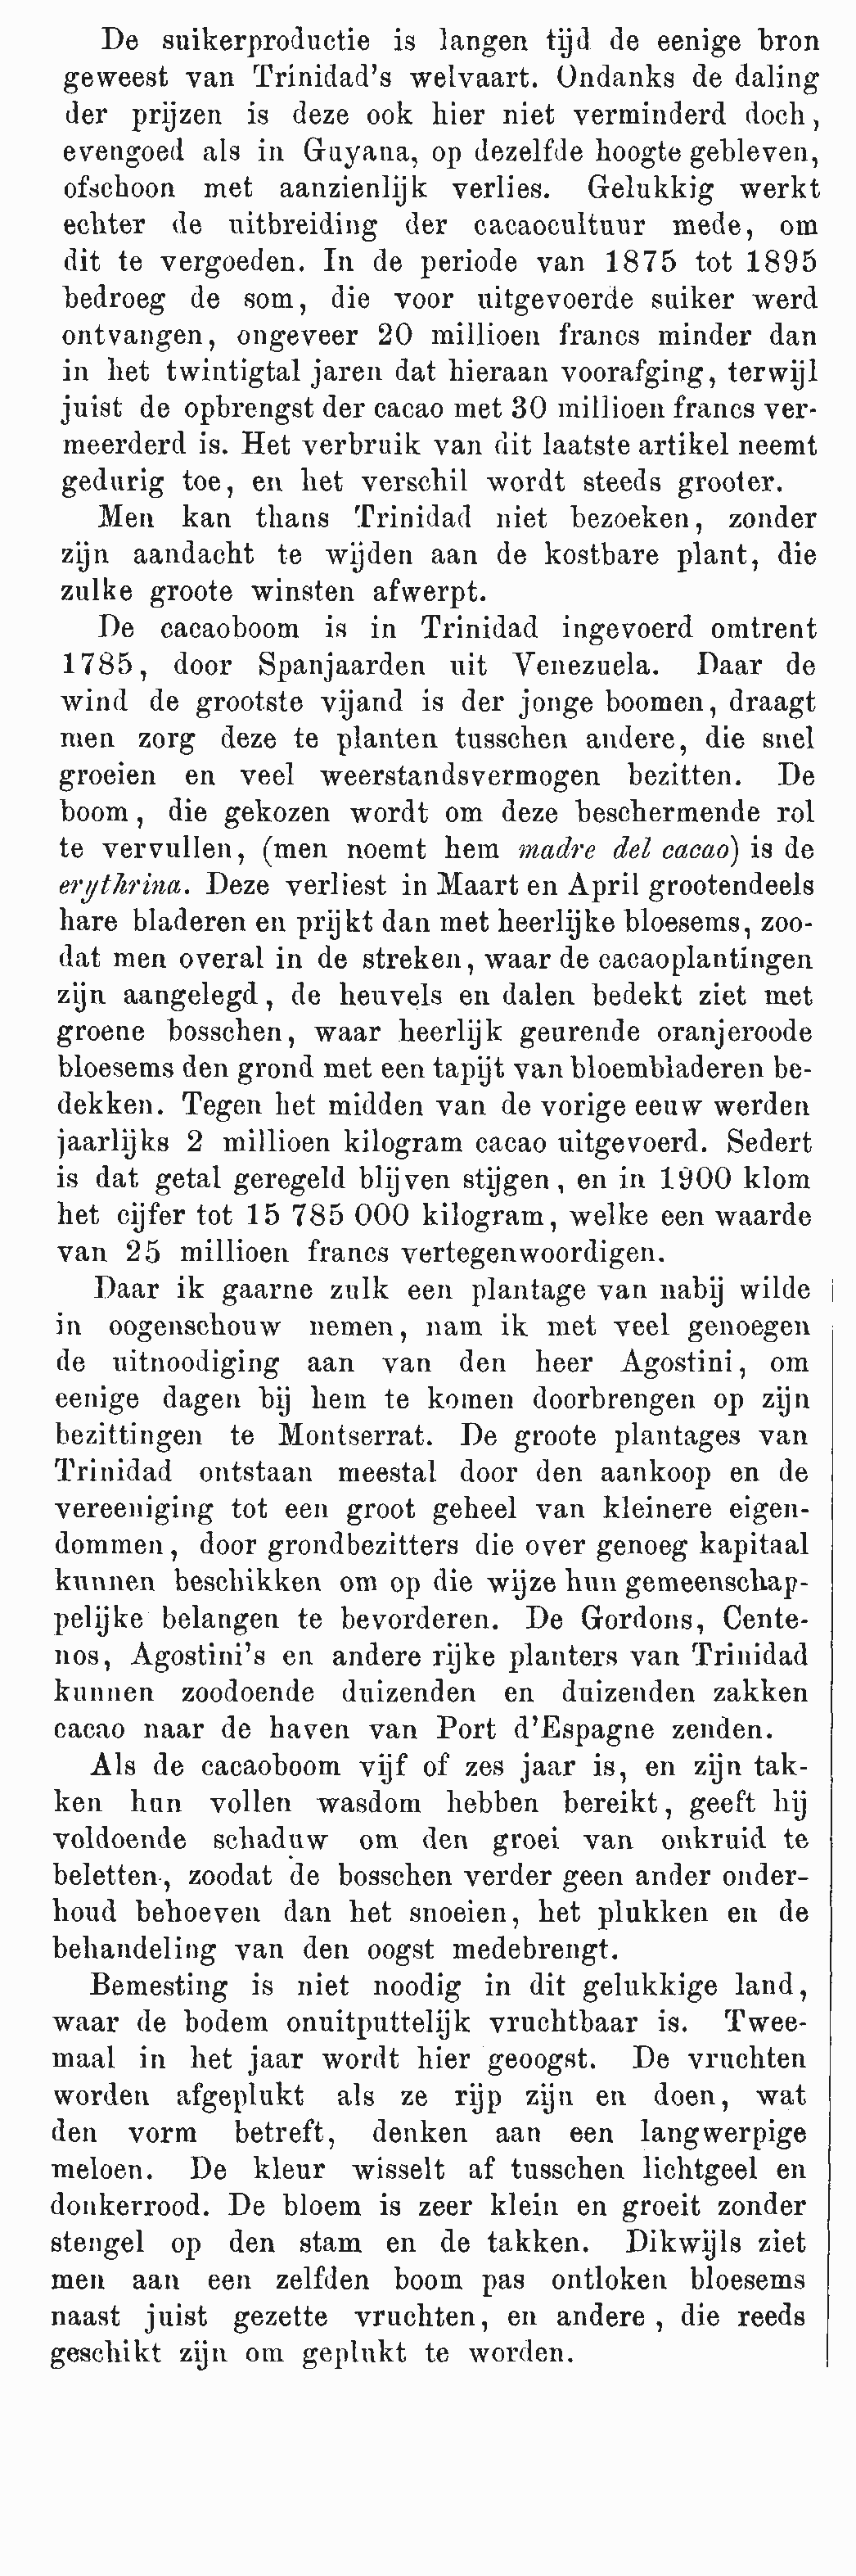 De suikerproductie is langen tijd de eenige bron
geweest van Trinidad's welvaart. Ondanks de daling
der prijzen is deze ook hier niet verminderd doch,
evengoed als in Guyana, op dezelfde hoogte gebleven,
ofschoon met aanzienlijk verlies. Gelukkig werkt
echter de uitbreiding der cacaocultuur mede, om
dit te vergoeden. In de periode van 1875 tot 1895
bedroeg de som, die voor uitgevoerde suiker werd
ontvangen, ongeveer 20 millioen francs minder dan
in het twintigtal jaren dat hieraan voorafging, terwijl
juist de opbrengst der cacao met 30 millioen francs ver-
meerderd is. Het verbruik van dit laatste artikel neemt
gedurig toe, en het verschil wordt steeds grooter.
Men kan thans Trinidad niet bezoeken, zonder
zijn aandacht te wijden aan de kostbare plant, die
zulke groote winsten afwerpt.
De cacaoboom is in Trinidad ingevoerd omtrent
1785, door Spanjaarden uit Venezuela. Daar de
wind de grootste vijand is der jonge boomen, draagt
men zorg deze te planten tusschen andere, die snel
groeien en veel weerstandsvermogen bezitten. De
boom, die gekozen wordt om deze beschermende rol
te vervullen, (men noemt hem madre del cacao) is de
erythrina. Deze verliest in Maart en April grootendeels
hare bladeren en prijkt dan met heerlijke bloesems, zoo-
dat men overal in de streken, waar de cacaoplantingen
zijn aangelegd, de heuvels en dalen bedekt ziet met
groene bosschen, waar heerlijk geurende oranjeroode
bloesems den grond met een tapijt van bloembladeren be-
dekken. Tegen het midden van de vorige eeuw werden
jaarlijks 2 millioen kilogram cacao uitgevoerd. Sedert
is dat getal geregeld blijven stijgen, en in 1900 klom
het cijfer tot 15 785 000 kilogram, welke een waarde
van 25 millioen francs vertegenwoordigen.
Daar ik gaarne zulk een plantage van nabij wilde
in oogenschouw nemen, nam ik met veel genoegen
de uitnoodiging aan van den heer Agostini, om
eenige dagen bij hem te komen doorbrengen op zijn
bezittingen te Montserrat. De groote plantages van
Trinidad ontstaan meestal door den aankoop en de
vereeniging tot een groot geheel van kleinere eigen-
dommen, door grondbezitters die over genoeg kapitaal
kunnen beschikken om op die wijze hun gemeenschap-
pelijke belangen te bevorderen. De Gordons, Cente-
nos, Agostini's en andere rijke planters van Trinidad
kunnen zoodoende duizenden en duizenden zakken
cacao naar de haven van Port d'Espagne zenden.
Als de cacaoboom vijf of zes jaar is, en zijn tak-
ken hun vollen wasdom hebben bereikt, geeft hij
voldoende schaduw om den groei van onkruid te
beletten, zoodat de bosschen verder geen ander onder-
houd behoeven dan het snoeien, het plukken en de
behandeling van den oogst medebrengt.
Bemesting is niet noodig in dit gelukkige land,
waar de bodem onuitputtelijk vruchtbaar is. Twee-
maal in het jaar wordt hier geoogst. De vruchten
worden afgeplukt als ze rijp zijn en doen, wat
den vorm betreft, denken aan een langwerpige
meloen. De kleur wisselt af tusschen lichtgeel en
donkerrood. De bloem is zeer klein en groeit zonder
stengel op den stam en de takken. Dikwijls ziet
men aan een zelfden boom pas ontloken bloesems
naast juist gezette vruchten, en andere, die reeds
geschikt zijn om geplukt te worden.